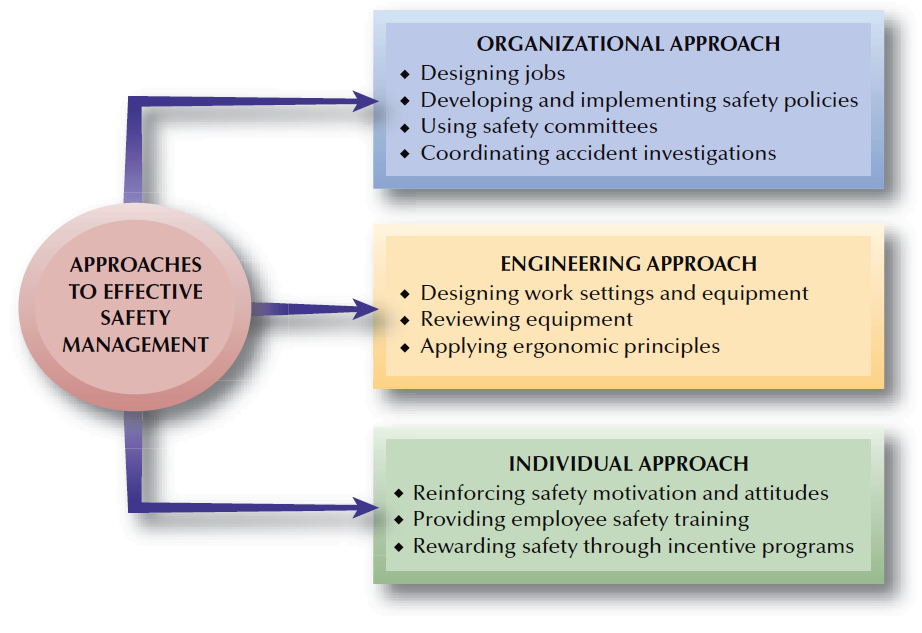 APPROACHES
TO EFFECTIVE
SAFETY
MANAGEMENT
ORGANIZATIONAL APPROACH
◆ Designing jobs
◆ Developing and implementing safety policies
◆ Using safety committees
◆ Coordinating accident investigations
ENGINEERING APPROACH
◆ Designing work settings and equipment
◆ Reviewing equipment
◆ Applying ergonomic principles
INDIVIDUAL APPROACH
◆ Reinforcing safety motivation and attitudes
◆ Providing employee safety training
◆ Rewarding safety through incentive programs